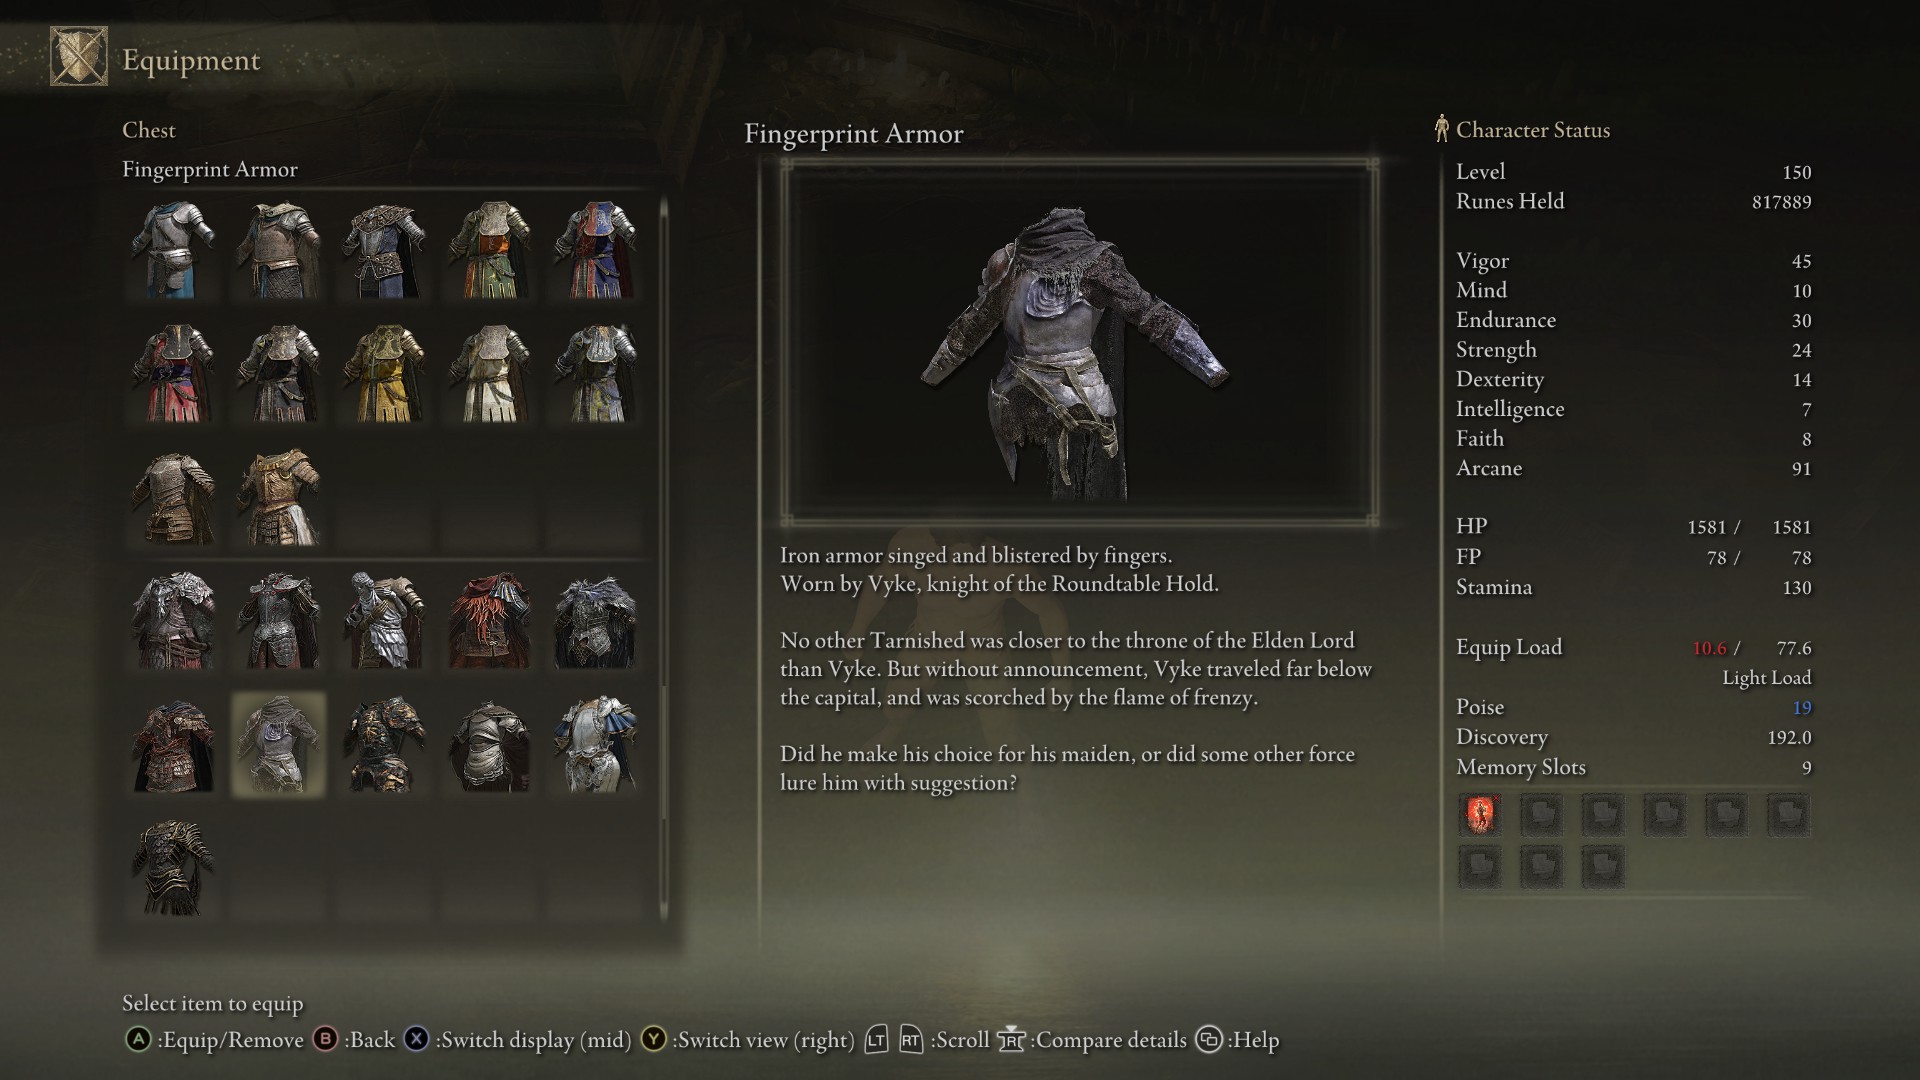 Equipment
Chest
Fingerprint Armor
Fingerprint Armor
Iron armor singed and blistered by fingers.
Worn by Vyke, knight of the Roundtable Hold.
No other Tarnished was closer to the throne of the Elden Lord
than Vyke. But without announcement, Vyke traveled far below
the capital, and was scorched by the flame of frenzy.
Did he make his choice for his maiden, or did some other force
lure him with suggestion?
Character Status
Level 150
Runes Held 817889
Vigor 45
Mind 10
Endurance 30
Strength 24
Dexterity 14
Intelligence 7
Faith 8
Arcane 91
HP 1581 / 1581
FP 78 / 78
Stamina 130
Equip Load 10.6 / 77.6
Light Load
Poise 19
Discovery 192.0
Memory Slots 9
Select item to equip
A :Equip/Remove B :Back X :Switch display (mid) Y :Switch view (right) LT RT :Scroll R :Compare details :Help